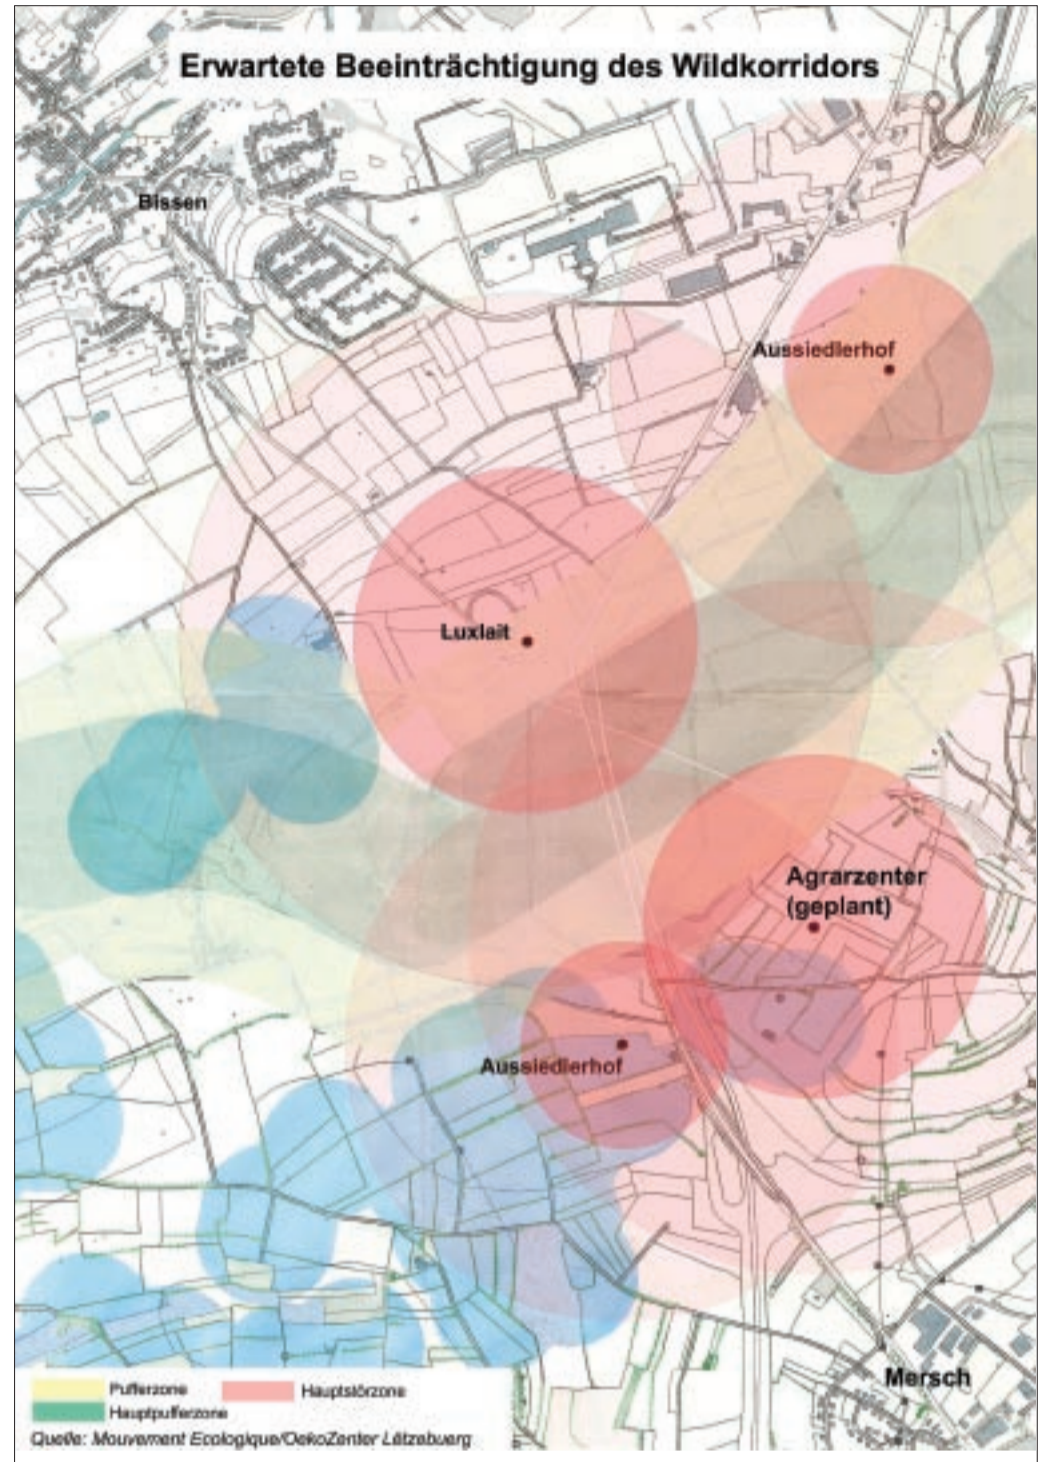 Erwartete Beeinträchtigung des Wildkorridors
Bissen
Aussiedlerhof
Luxlait
Agrarzenter
(geplant)
Aussiedlerhof
Mersch
Pufferzone
Hauptstörzone
Hauptpufferzone
Quelle: Mouvement Ecologique/OekoZenter Lëtzebuerg